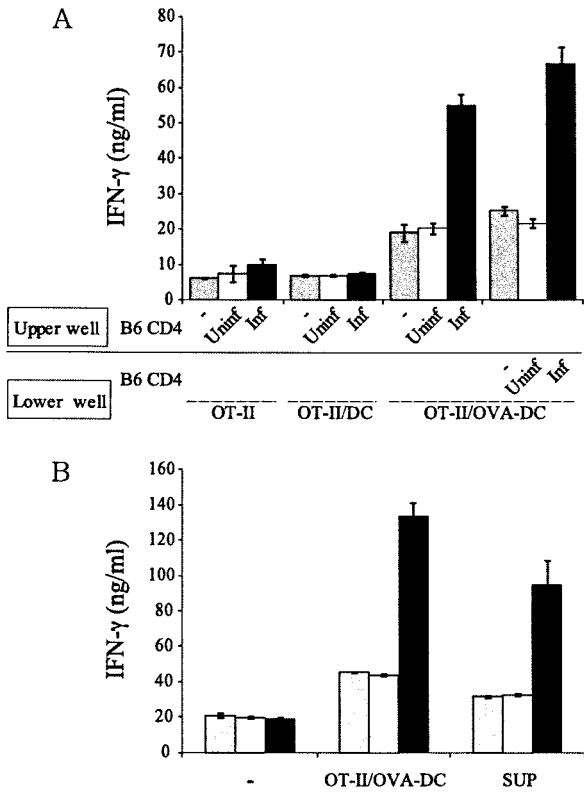 A
IFN-γ (ng/ml)
80
70
60
50
40
30
20
10
0
Upper well B6 CD4 - Uninf Inf - Uninf Inf - Uninf Inf
Lower well B6 CD4 - Uninf Inf
OT-II OT-II/DC OT-II/OVA-DC
B
IFN-γ (ng/ml)
160
140
120
100
80
60
40
20
0
- OT-II/OVA-DC SUP